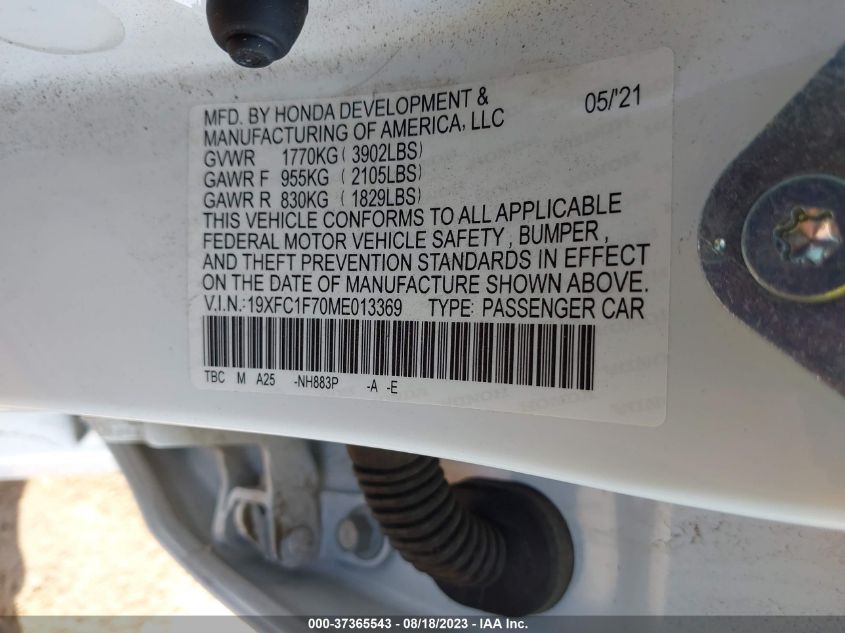 MFD. BY HONDA DEVELOPMENT & 05/'21
MANUFACTURING OF AMERICA, LLC
GVWR 1770KG ( 3902LBS)
GAWR F 955KG ( 2105LBS)
GAWR R 830KG ( 1829LBS)
THIS VEHICLE CONFORMS TO ALL APPLICABLE
FEDERAL MOTOR VEHICLE SAFETY , BUMPER ,
AND THEFT PREVENTION STANDARDS IN EFFECT
ON THE DATE OF MANUFACTURE SHOWN ABOVE.
V.I.N.:19XFC1F70ME013369 TYPE: PASSENGER CAR
TBC M A25 -NH883P -A -E
000-37365543 / 08/18/2023 - IAAI.com